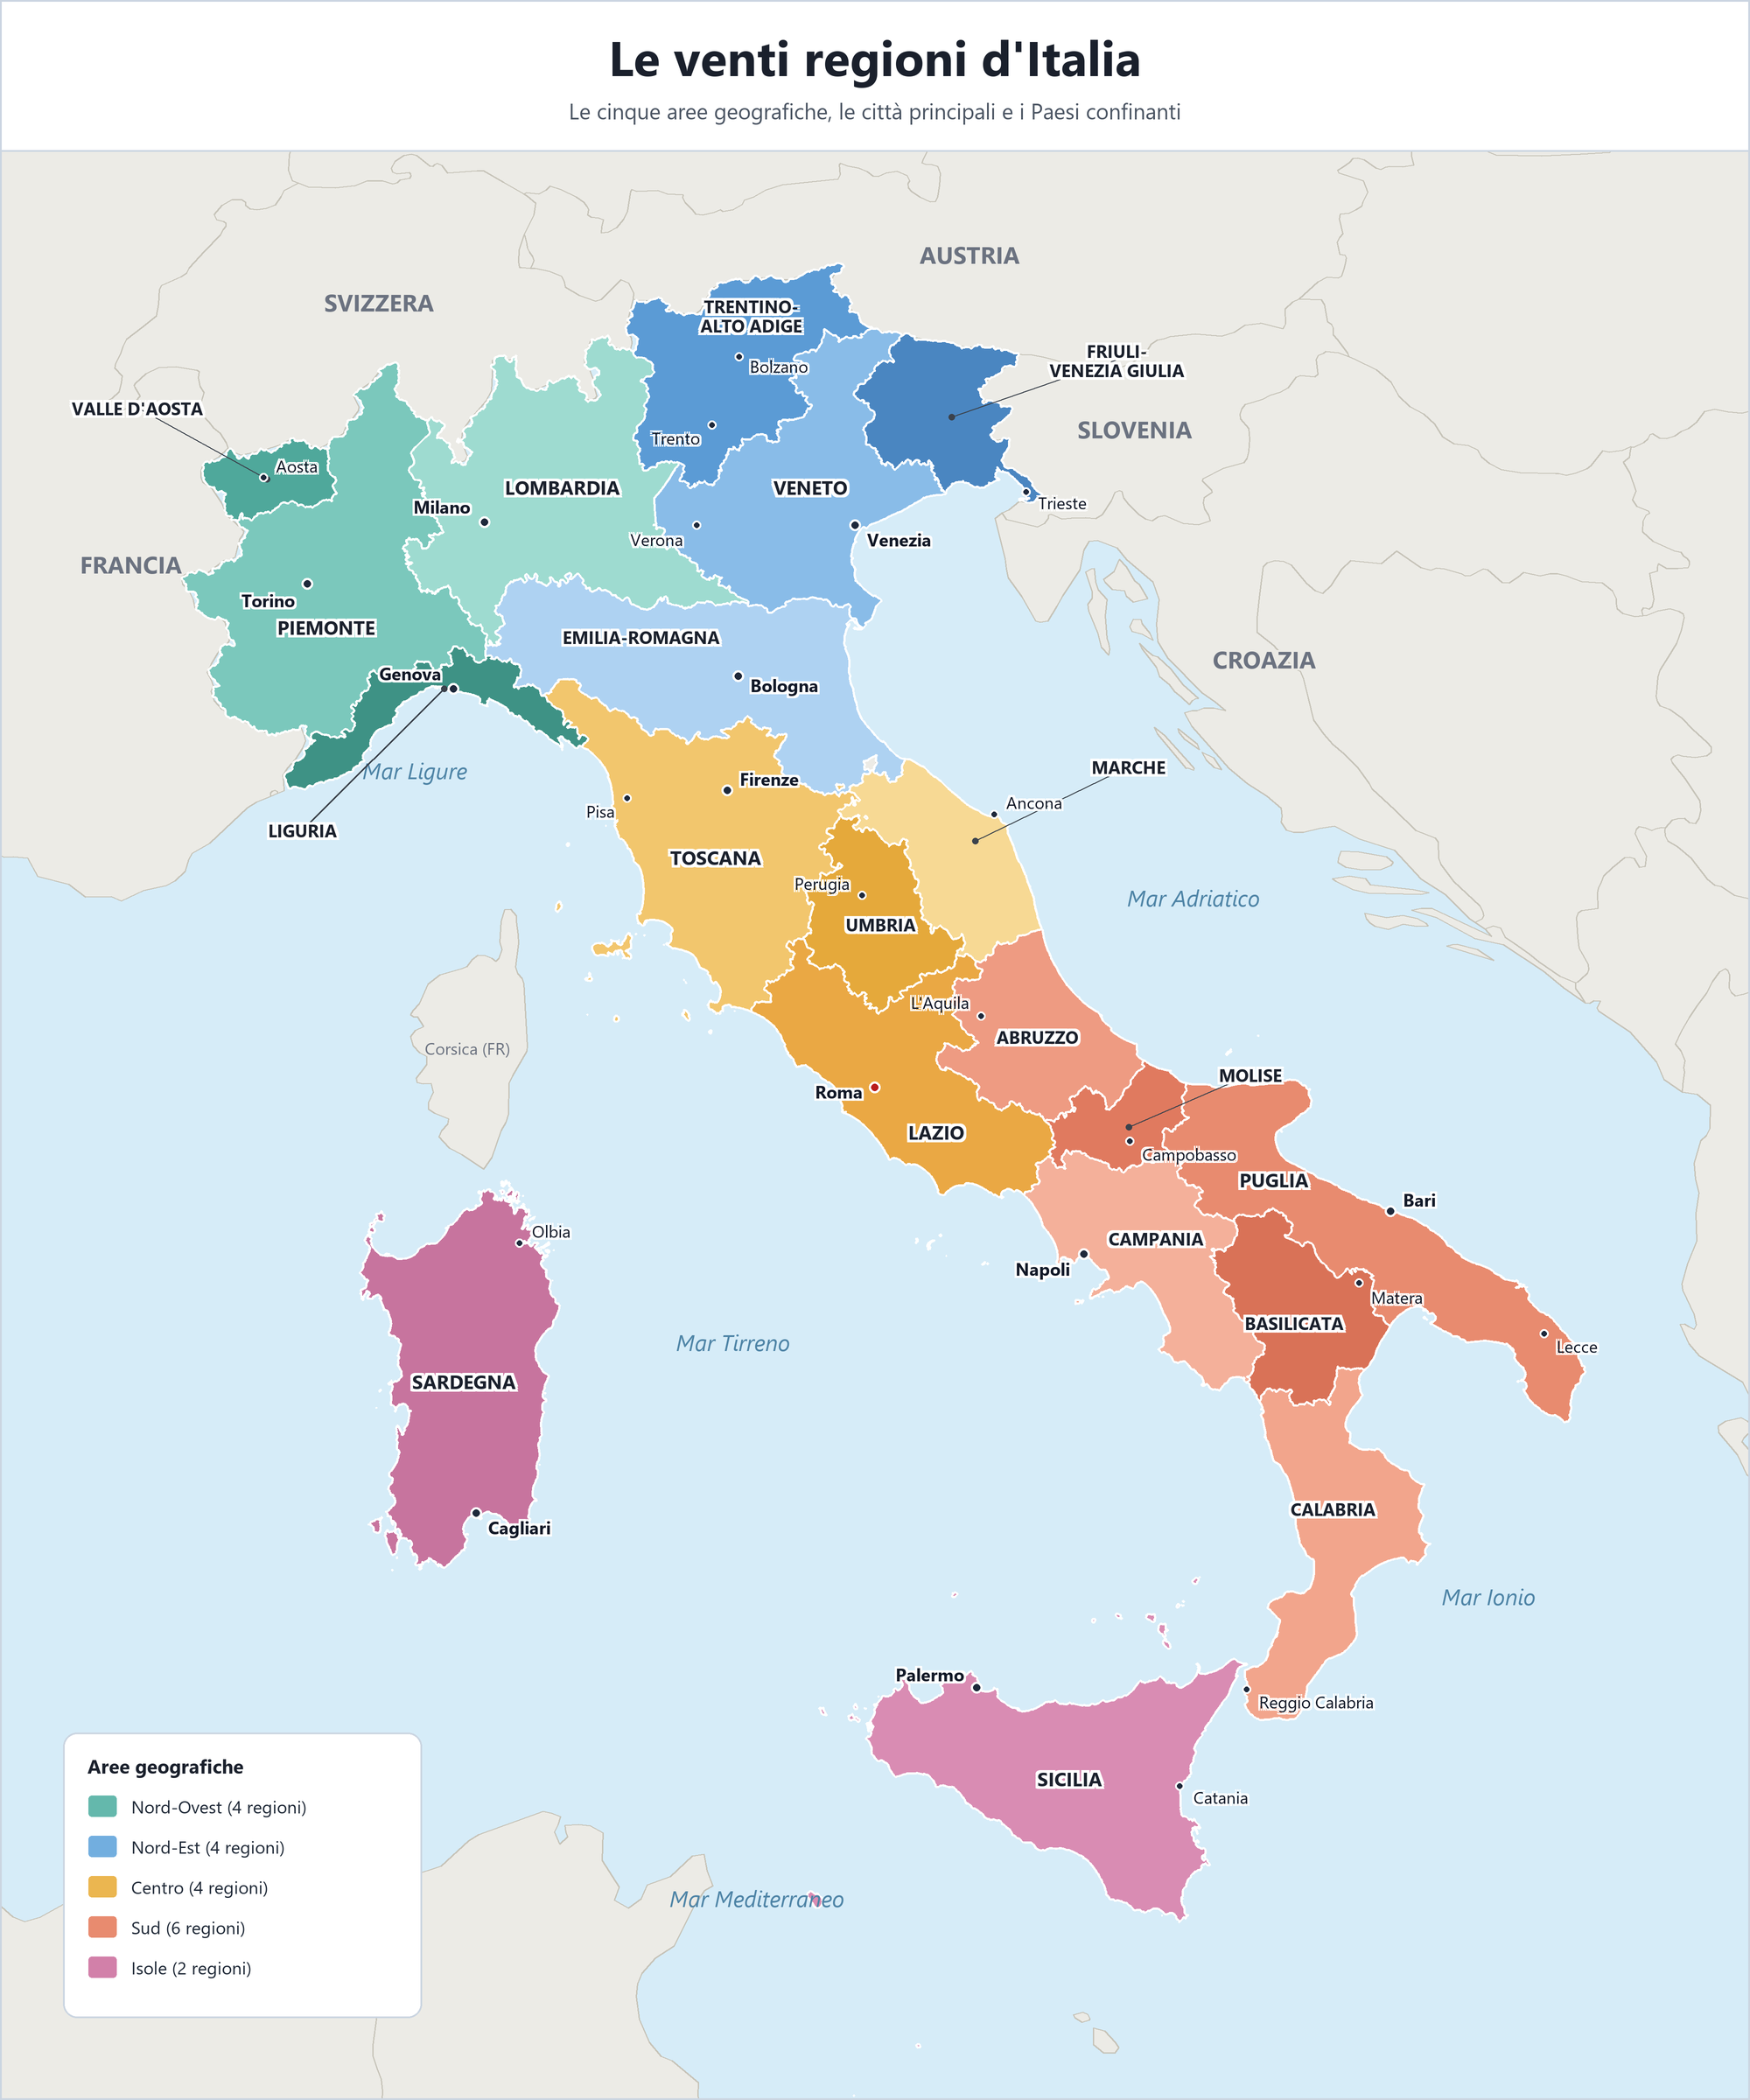 Le venti regioni d'Italia
Le cinque aree geografiche, le città principali e i Paesi confinanti
AUSTRIA
SVIZZERA
TRENTINO-
ALTO ADIGE
Bolzano
FRIULI-
VENEZIA GIULIA
VALLE D'AOSTA
SLOVENIA
Trento
Aosta
LOMBARDIA
VENETO
Trieste
Milano
Verona
Venezia
FRANCIA
Torino
PIEMONTE
EMILIA-ROMAGNA
CROAZIA
Genova
Bologna
Mar Ligure
MARCHE
Firenze
Ancona
Pisa
LIGURIA
TOSCANA
Perugia
Mar Adriatico
UMBRIA
L'Aquila
ABRUZZO
Corsica (FR)
MOLISE
Roma
LAZIO
Campobasso
PUGLIA
Bari
Olbia
CAMPANIA
Napoli
Matera
BASILICATA
Mar Tirreno
Lecce
SARDEGNA
CALABRIA
Cagliari
Mar Ionio
Palermo
Reggio Calabria
SICILIA
Catania
Mar Mediterraneo
Aree geografiche
Nord-Ovest (4 regioni)
Nord-Est (4 regioni)
Centro (4 regioni)
Sud (6 regioni)
Isole (2 regioni)